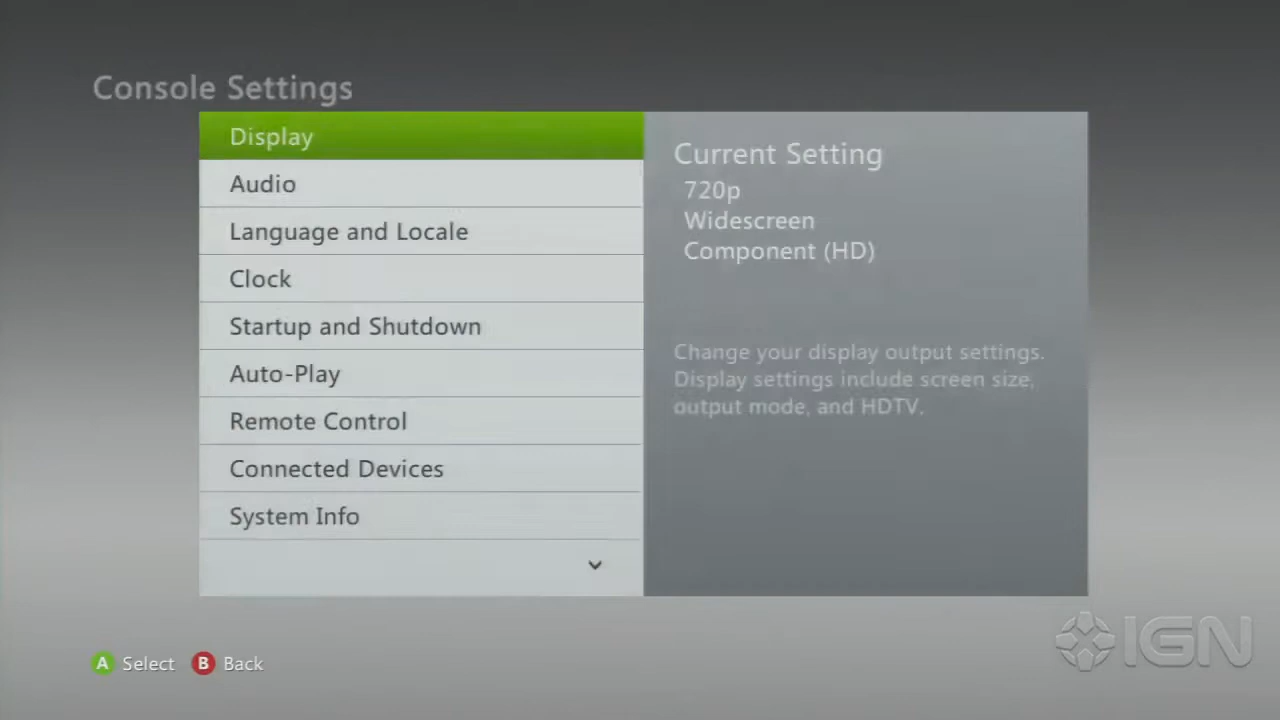 Console Settings
Display
Audio
Language and Locale
Clock
Startup and Shutdown
Auto-Play
Remote Control
Connected Devices
System Info
Current Setting
720p
Widescreen
Component (HD)
Change your display output settings.
Display settings include screen size,
output mode, and HDTV.
A Select B Back
IGN